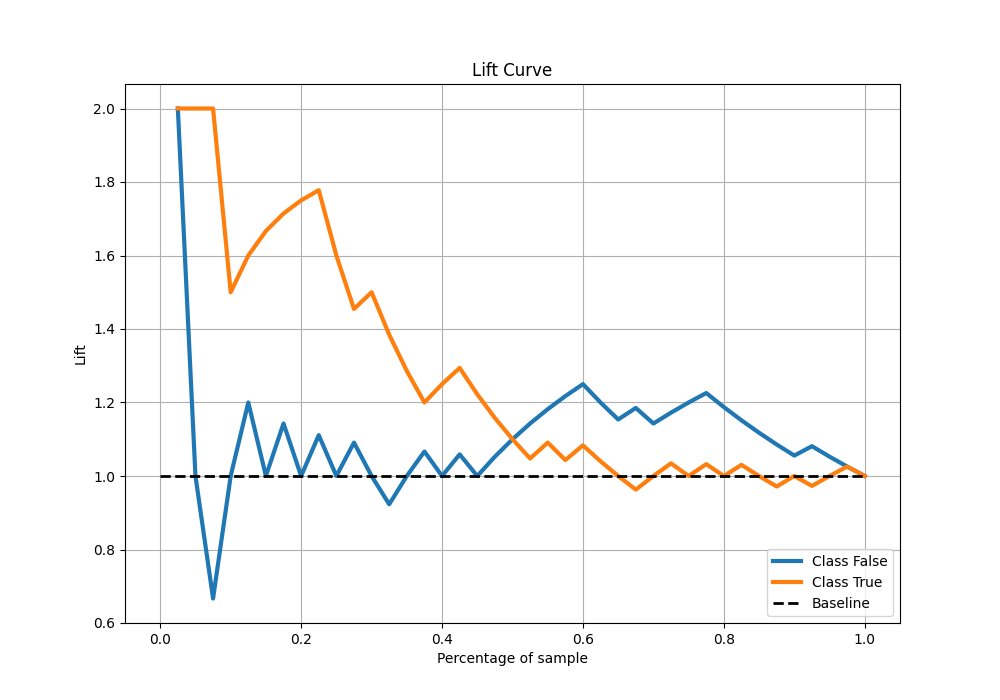 Lift Curve
Lift
2.0
1.8
1.6
1.4
1.2
1.0
0.8
0.6
0.0 0.2 0.4 0.6 0.8 1.0
Percentage of sample
Class False
Class True
Baseline